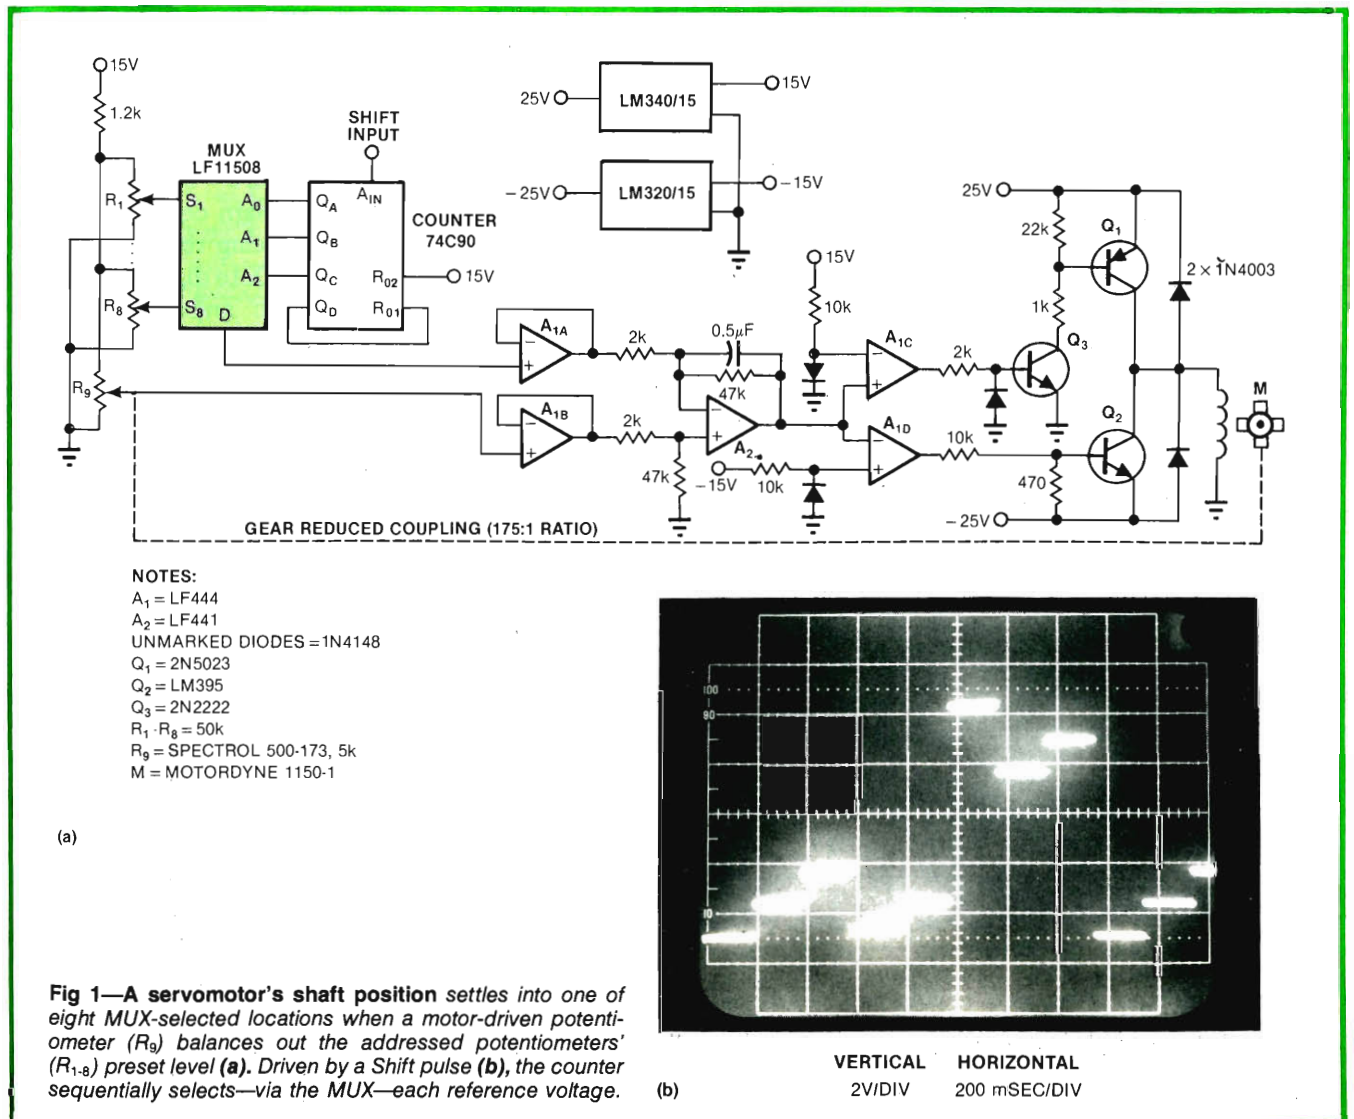 15V
1.2k
R1
R8
R9
MUX
LF11508
S1
S8
D
A0
A1
A2
SHIFT
INPUT
AIN
QA
QB
QC
QD
R02
R01
COUNTER
74C90
15V
25V
LM340/15
15V
−25V
LM320/15
−15V
A1A
−
+
A1B
−
+
2k
2k
47k
0.5µF
47k
−
+
A2
−15V
10k
15V
10k
A1C
−
+
A1D
−
+
2k
10k
25V
22k
1k
Q3
Q1
Q2
470
−25V
2 × 1N4003
M
GEAR REDUCED COUPLING (175:1 RATIO)
NOTES:
A1 = LF444
A2 = LF441
UNMARKED DIODES = 1N4148
Q1 = 2N5023
Q2 = LM395
Q3 = 2N2222
R1-R8 = 50k
R9 = SPECTROL 500-173, 5k
M = MOTORDYNE 1150-1
(a)
100
90
10
Fig 1—A servomotor's shaft position settles into one of
eight MUX-selected locations when a motor-driven potenti-
ometer (R9) balances out the addressed potentiometers'
(R1-8) preset level (a). Driven by a Shift pulse (b), the counter
sequentially selects—via the MUX—each reference voltage.
(b)
VERTICAL HORIZONTAL
2V/DIV 200 mSEC/DIV